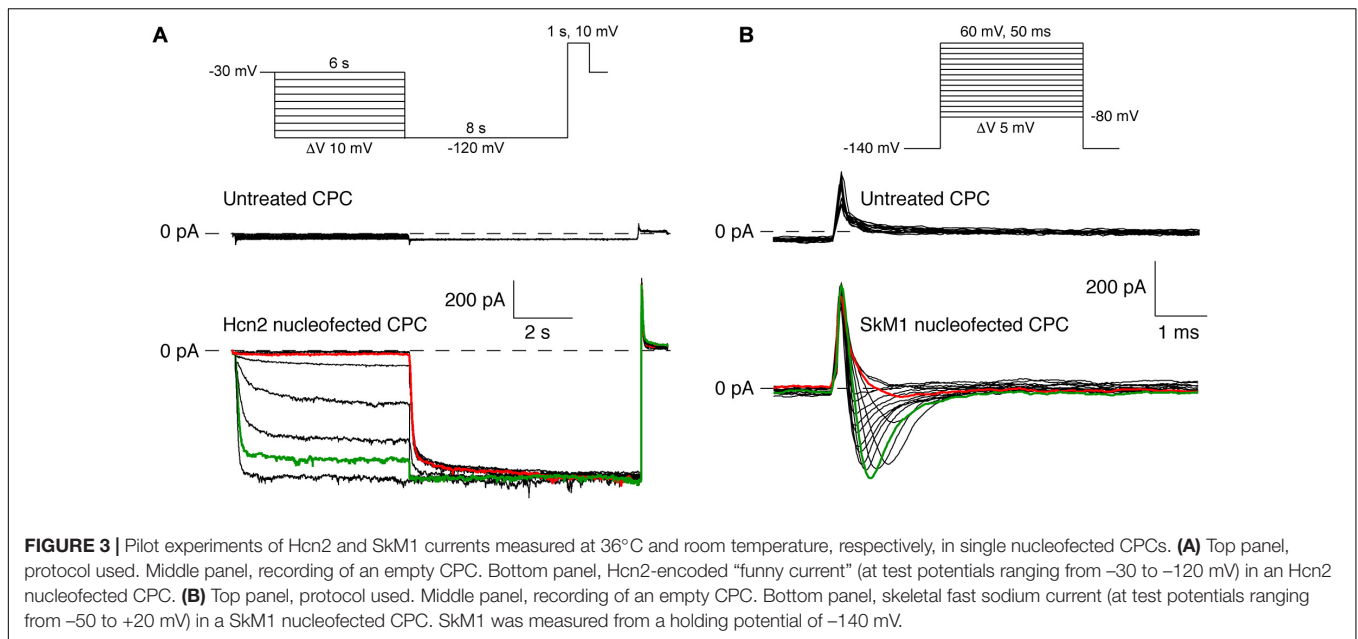 A
1 s, 10 mV
-30 mV
6 s
8 s
ΔV 10 mV
-120 mV
Untreated CPC
0 pA
200 pA
2 s
Hcn2 nucleofected CPC
0 pA
B
60 mV, 50 ms
-80 mV
ΔV 5 mV
-140 mV
Untreated CPC
0 pA
200 pA
1 ms
SkM1 nucleofected CPC
0 pA
FIGURE 3 | Pilot experiments of Hcn2 and SkM1 currents measured at 36°C and room temperature, respectively, in single nucleofected CPCs. (A) Top panel,
protocol used. Middle panel, recording of an empty CPC. Bottom panel, Hcn2-encoded “funny current” (at test potentials ranging from –30 to –120 mV) in an Hcn2
nucleofected CPC. (B) Top panel, protocol used. Middle panel, recording of an empty CPC. Bottom panel, skeletal fast sodium current (at test potentials ranging
from –50 to +20 mV) in a SkM1 nucleofected CPC. SkM1 was measured from a holding potential of –140 mV.